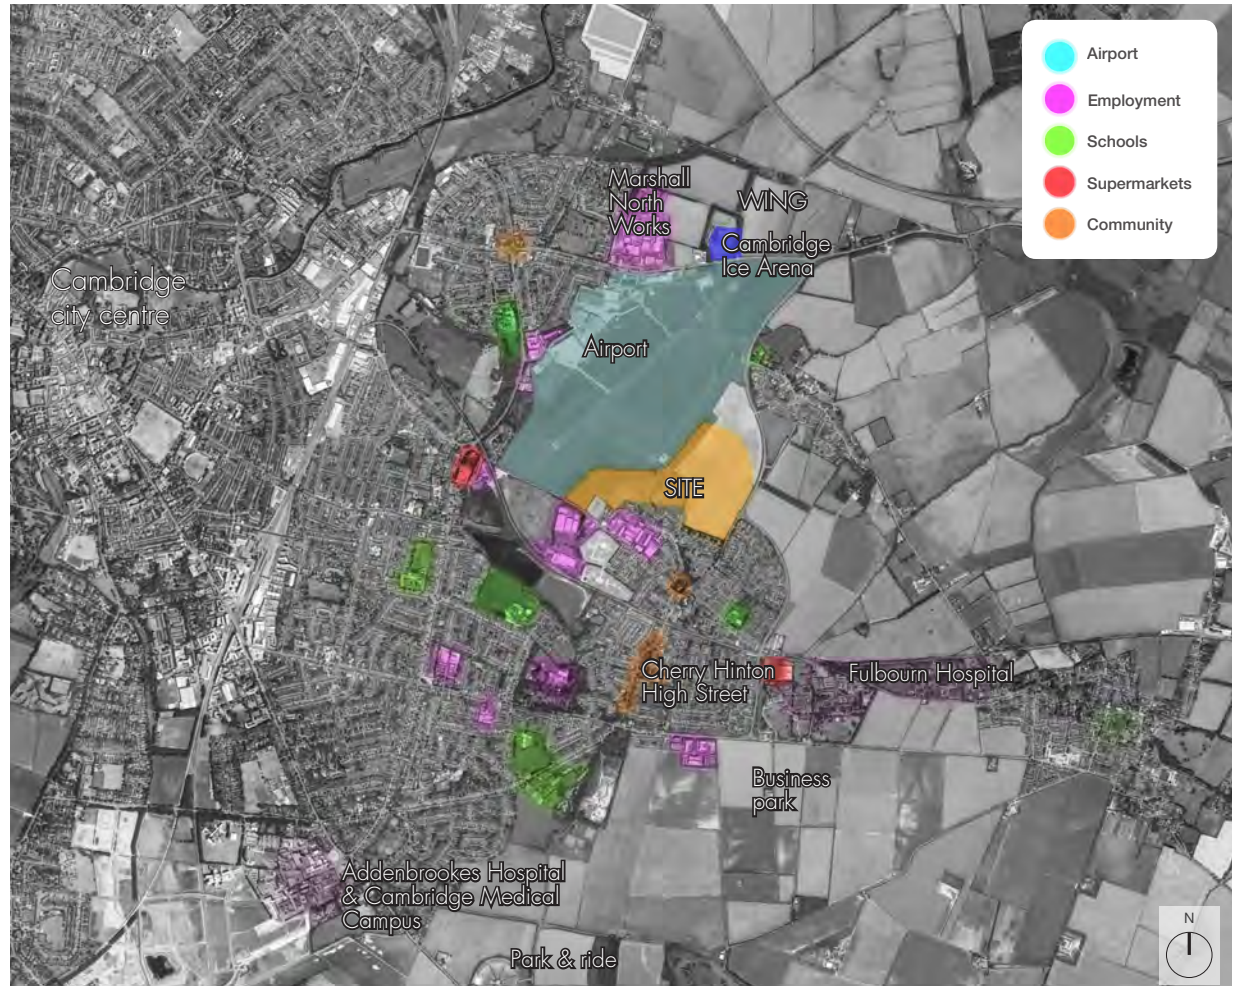 Airport
Employment
Schools
Supermarkets
Community
Marshall
North
Works
WING
Cambridge
Ice Arena
Cambridge
city centre
Airport
SITE
Cherry Hinton
High Street
Fulbourn Hospital
Business
park
Addenbrookes Hospital
& Cambridge Medical
Campus
Park & ride
N